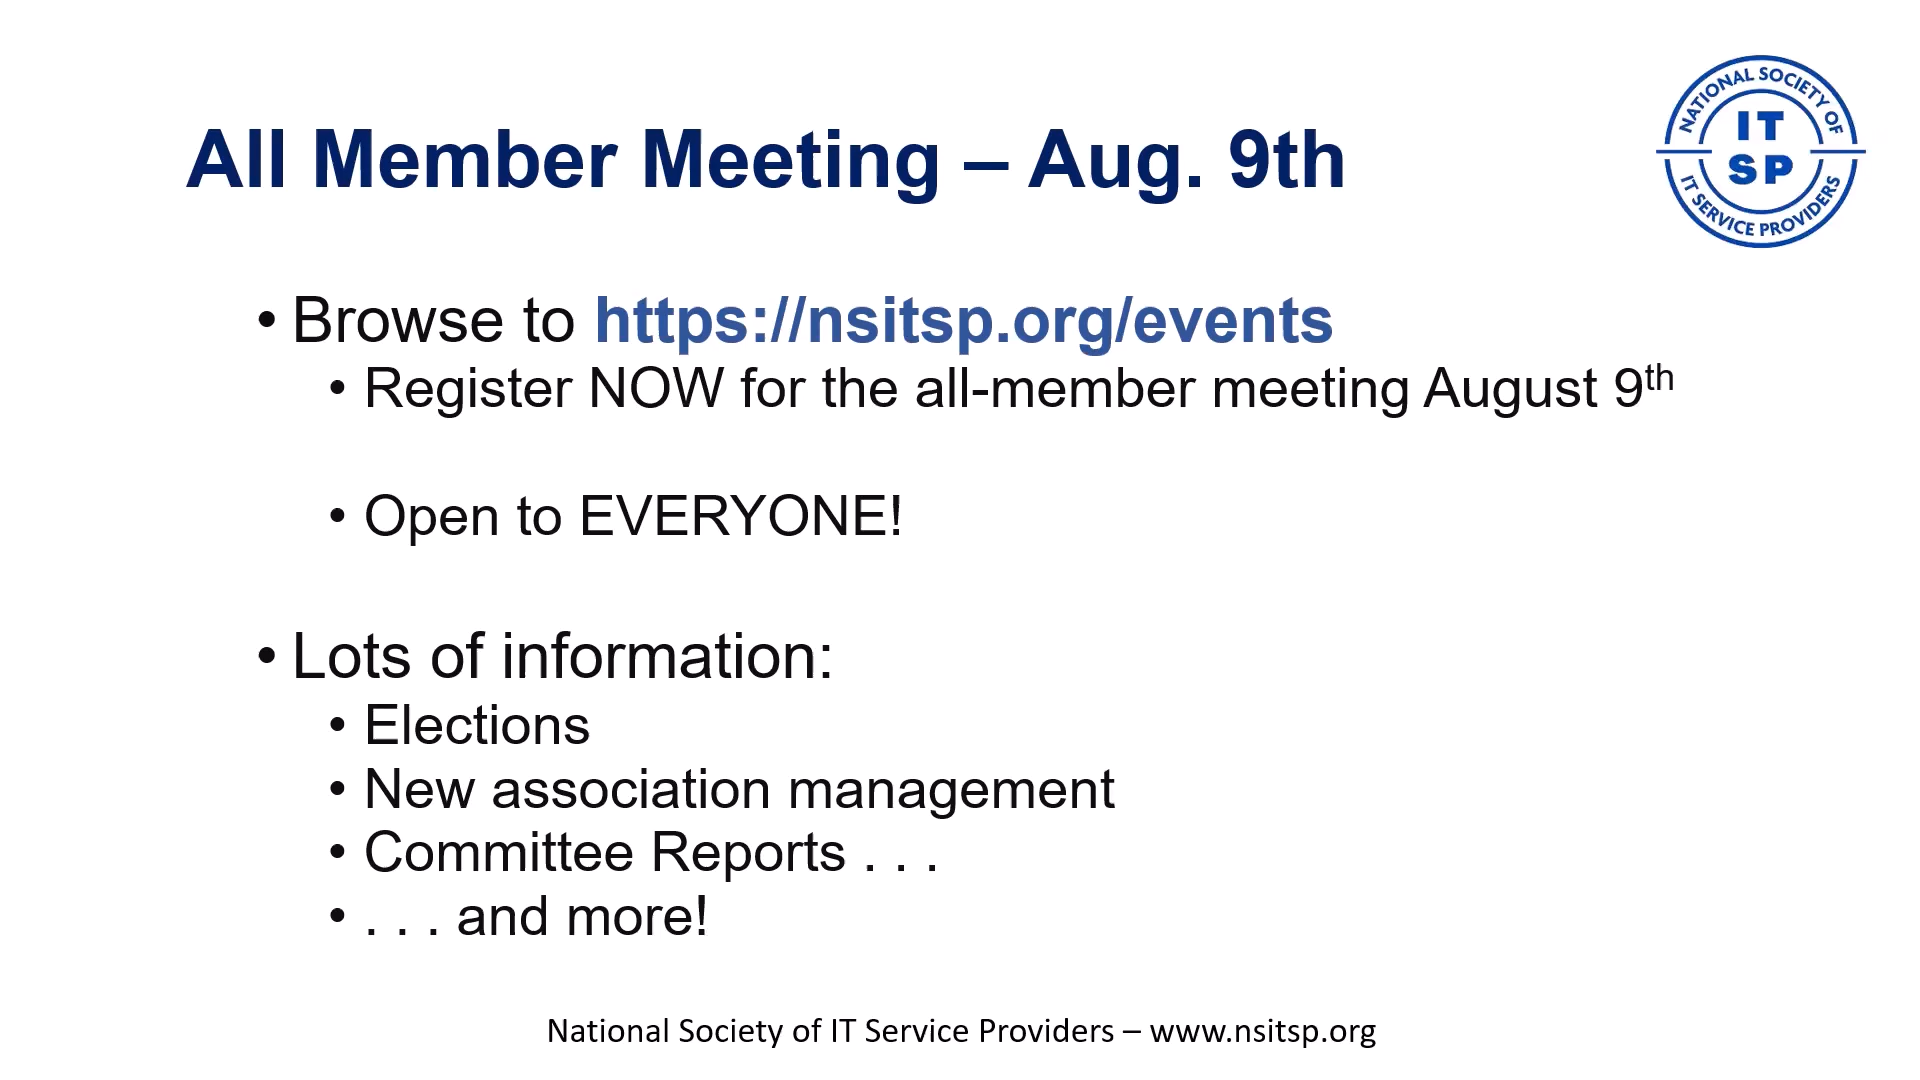 All Member Meeting – Aug. 9th
NATIONAL SOCIETY OF
IT
SP
IT SERVICE PROVIDERS
• Browse to https://nsitsp.org/events
• Register NOW for the all-member meeting August 9th
• Open to EVERYONE!
• Lots of information:
• Elections
• New association management
• Committee Reports . . .
• . . . and more!
National Society of IT Service Providers – www.nsitsp.org